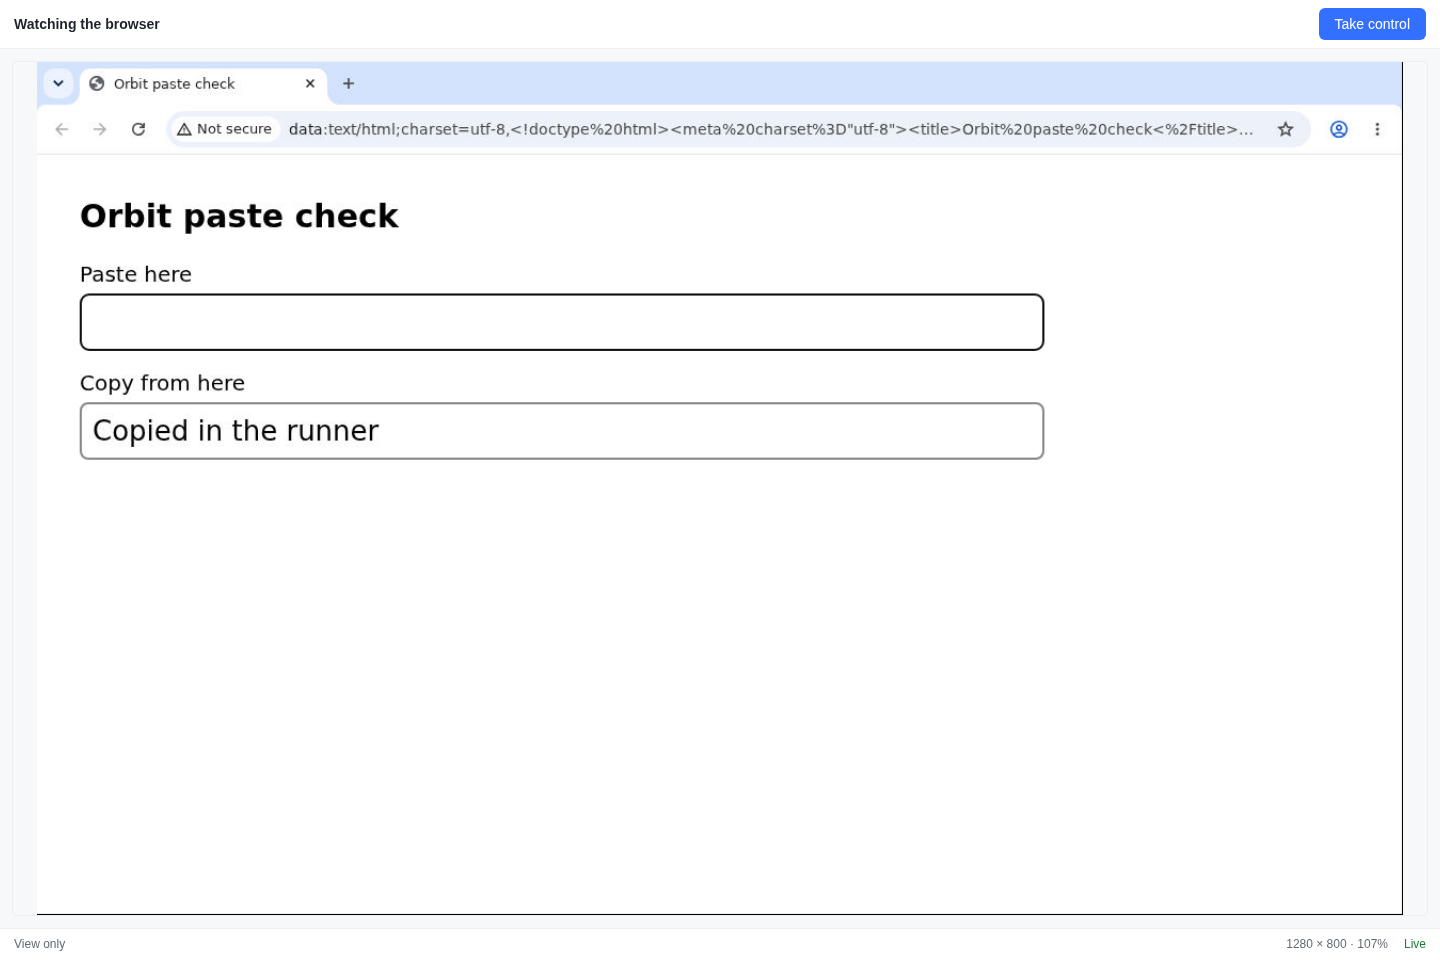 Watching the browser
Take control
Orbit paste check
Not secure
data:text/html;charset=utf-8,<!doctype%20html><meta%20charset%3D"utf-8"><title>Orbit%20paste%20check<%2Ftitle>...
Orbit paste check
Paste here
Copy from here
Copied in the runner
View only
1280 × 800 · 107%
Live